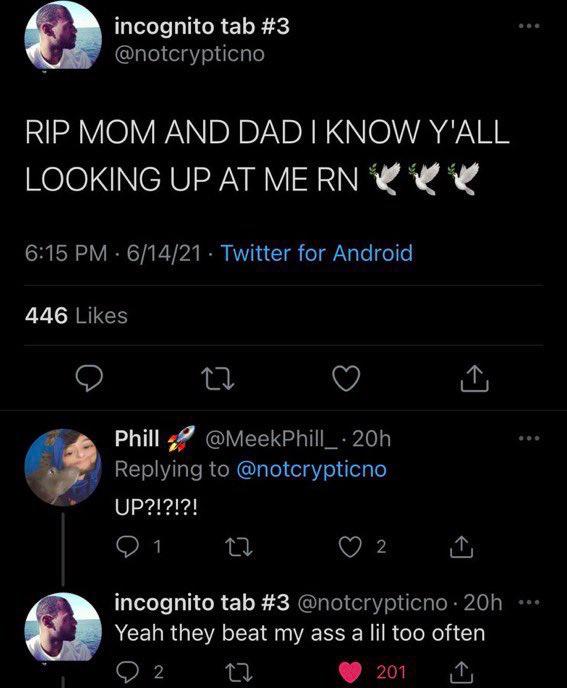 incognito tab #3
@notcrypticno
RIP MOM AND DAD I KNOW Y'ALL
LOOKING UP AT ME RN 🕊️🕊️🕊️
6:15 PM · 6/14/21 · Twitter for Android
446 Likes
Phill 🚀 @MeekPhill_ · 20h
Replying to @notcrypticno
UP?!?!?!
1 2
incognito tab #3 @notcrypticno · 20h
Yeah they beat my ass a lil too often
2 201